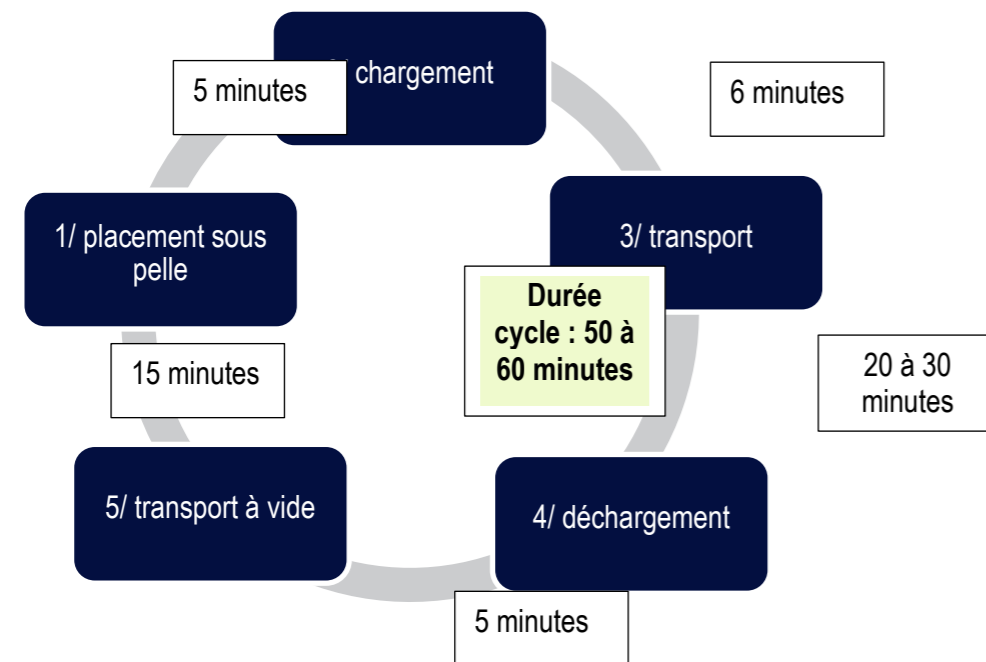 chargement
5 minutes
6 minutes
1/ placement sous
pelle
3/ transport
Durée
cycle : 50 à
60 minutes
15 minutes
20 à 30
minutes
5/ transport à vide
4/ déchargement
5 minutes